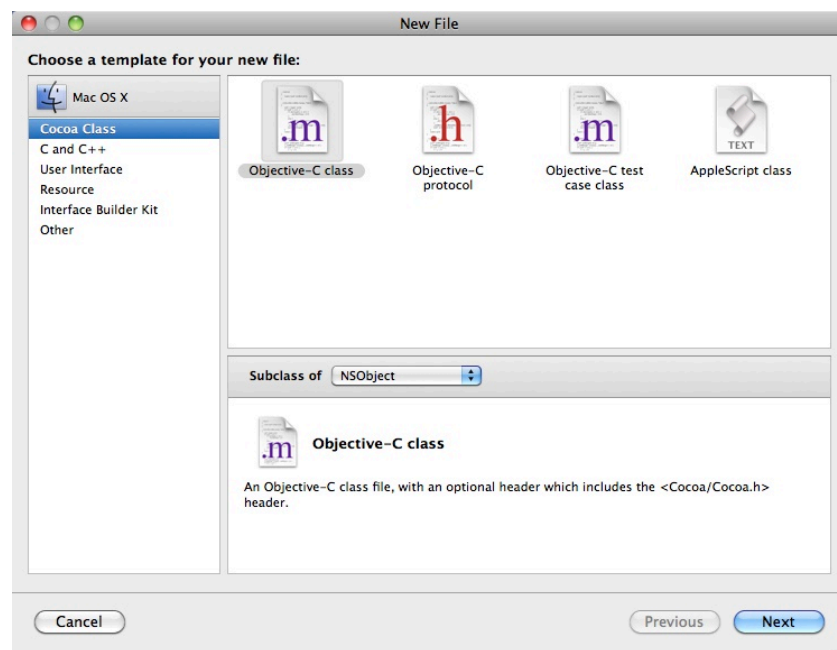 New File
Choose a template for your new file:
Mac OS X
Cocoa Class
C and C++
User Interface
Resource
Interface Builder Kit
Other
.m
Objective-C class
.h
Objective-C
protocol
.m
Objective-C test
case class
TEXT
AppleScript class
Subclass of NSObject
.m
Objective-C class
An Objective-C class file, with an optional header which includes the <Cocoa/Cocoa.h>
header.
Cancel
Previous
Next